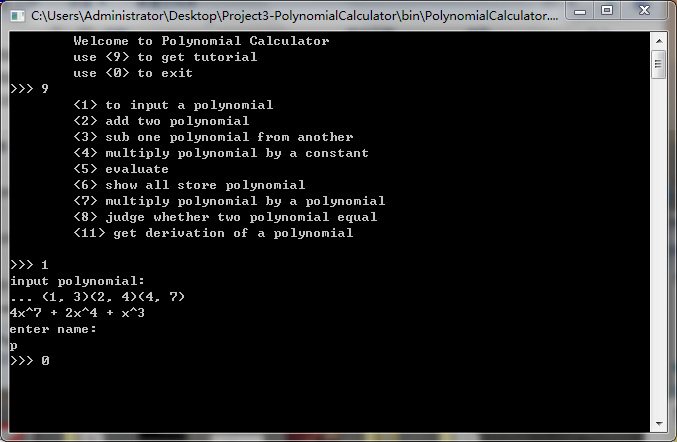 C:\Users\Administrator\Desktop\Project3-PolynomialCalculator\bin\PolynomialCalculator....
Welcome to Polynomial Calculator
use <9> to get tutorial
use <0> to exit
>>> 9
<1> to input a polynomial
<2> add two polynomial
<3> sub one polynomial from another
<4> multiply polynomial by a constant
<5> evaluate
<6> show all store polynomial
<7> multiply polynomial by a polynomial
<8> judge whether two polynomial equal
<11> get derivation of a polynomial
>>> 1
input polynomial:
... (1, 3)(2, 4)(4, 7)
4x^7 + 2x^4 + x^3
enter name:
p
>>> 0